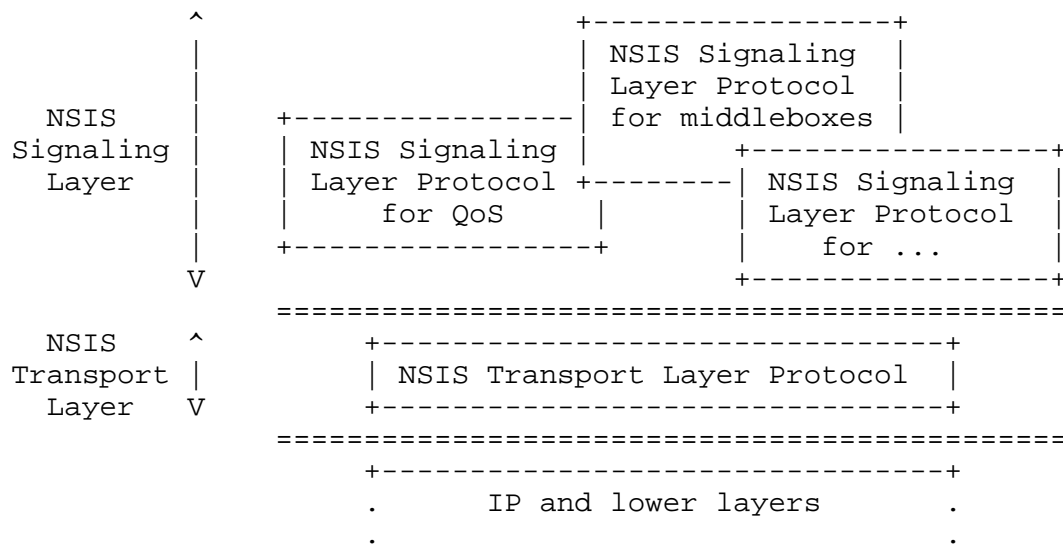 ^                                +-----------------+
|                                | NSIS Signaling  |
|                                | Layer Protocol  |
NSIS      |    +----------------| for middleboxes |
Signaling |    | NSIS Signaling |        +-----------------+
Layer     |    | Layer Protocol +--------| NSIS Signaling  |
|    |     for QoS     |       | Layer Protocol  |
|    +-----------------+       |    for ...      |
V                              +-----------------+
=============================================
NSIS      ^         +--------------------------------+
Transport |         | NSIS Transport Layer Protocol  |
Layer     V         +--------------------------------+
=============================================
+--------------------------------+
.      IP and lower layers       .
.                                .